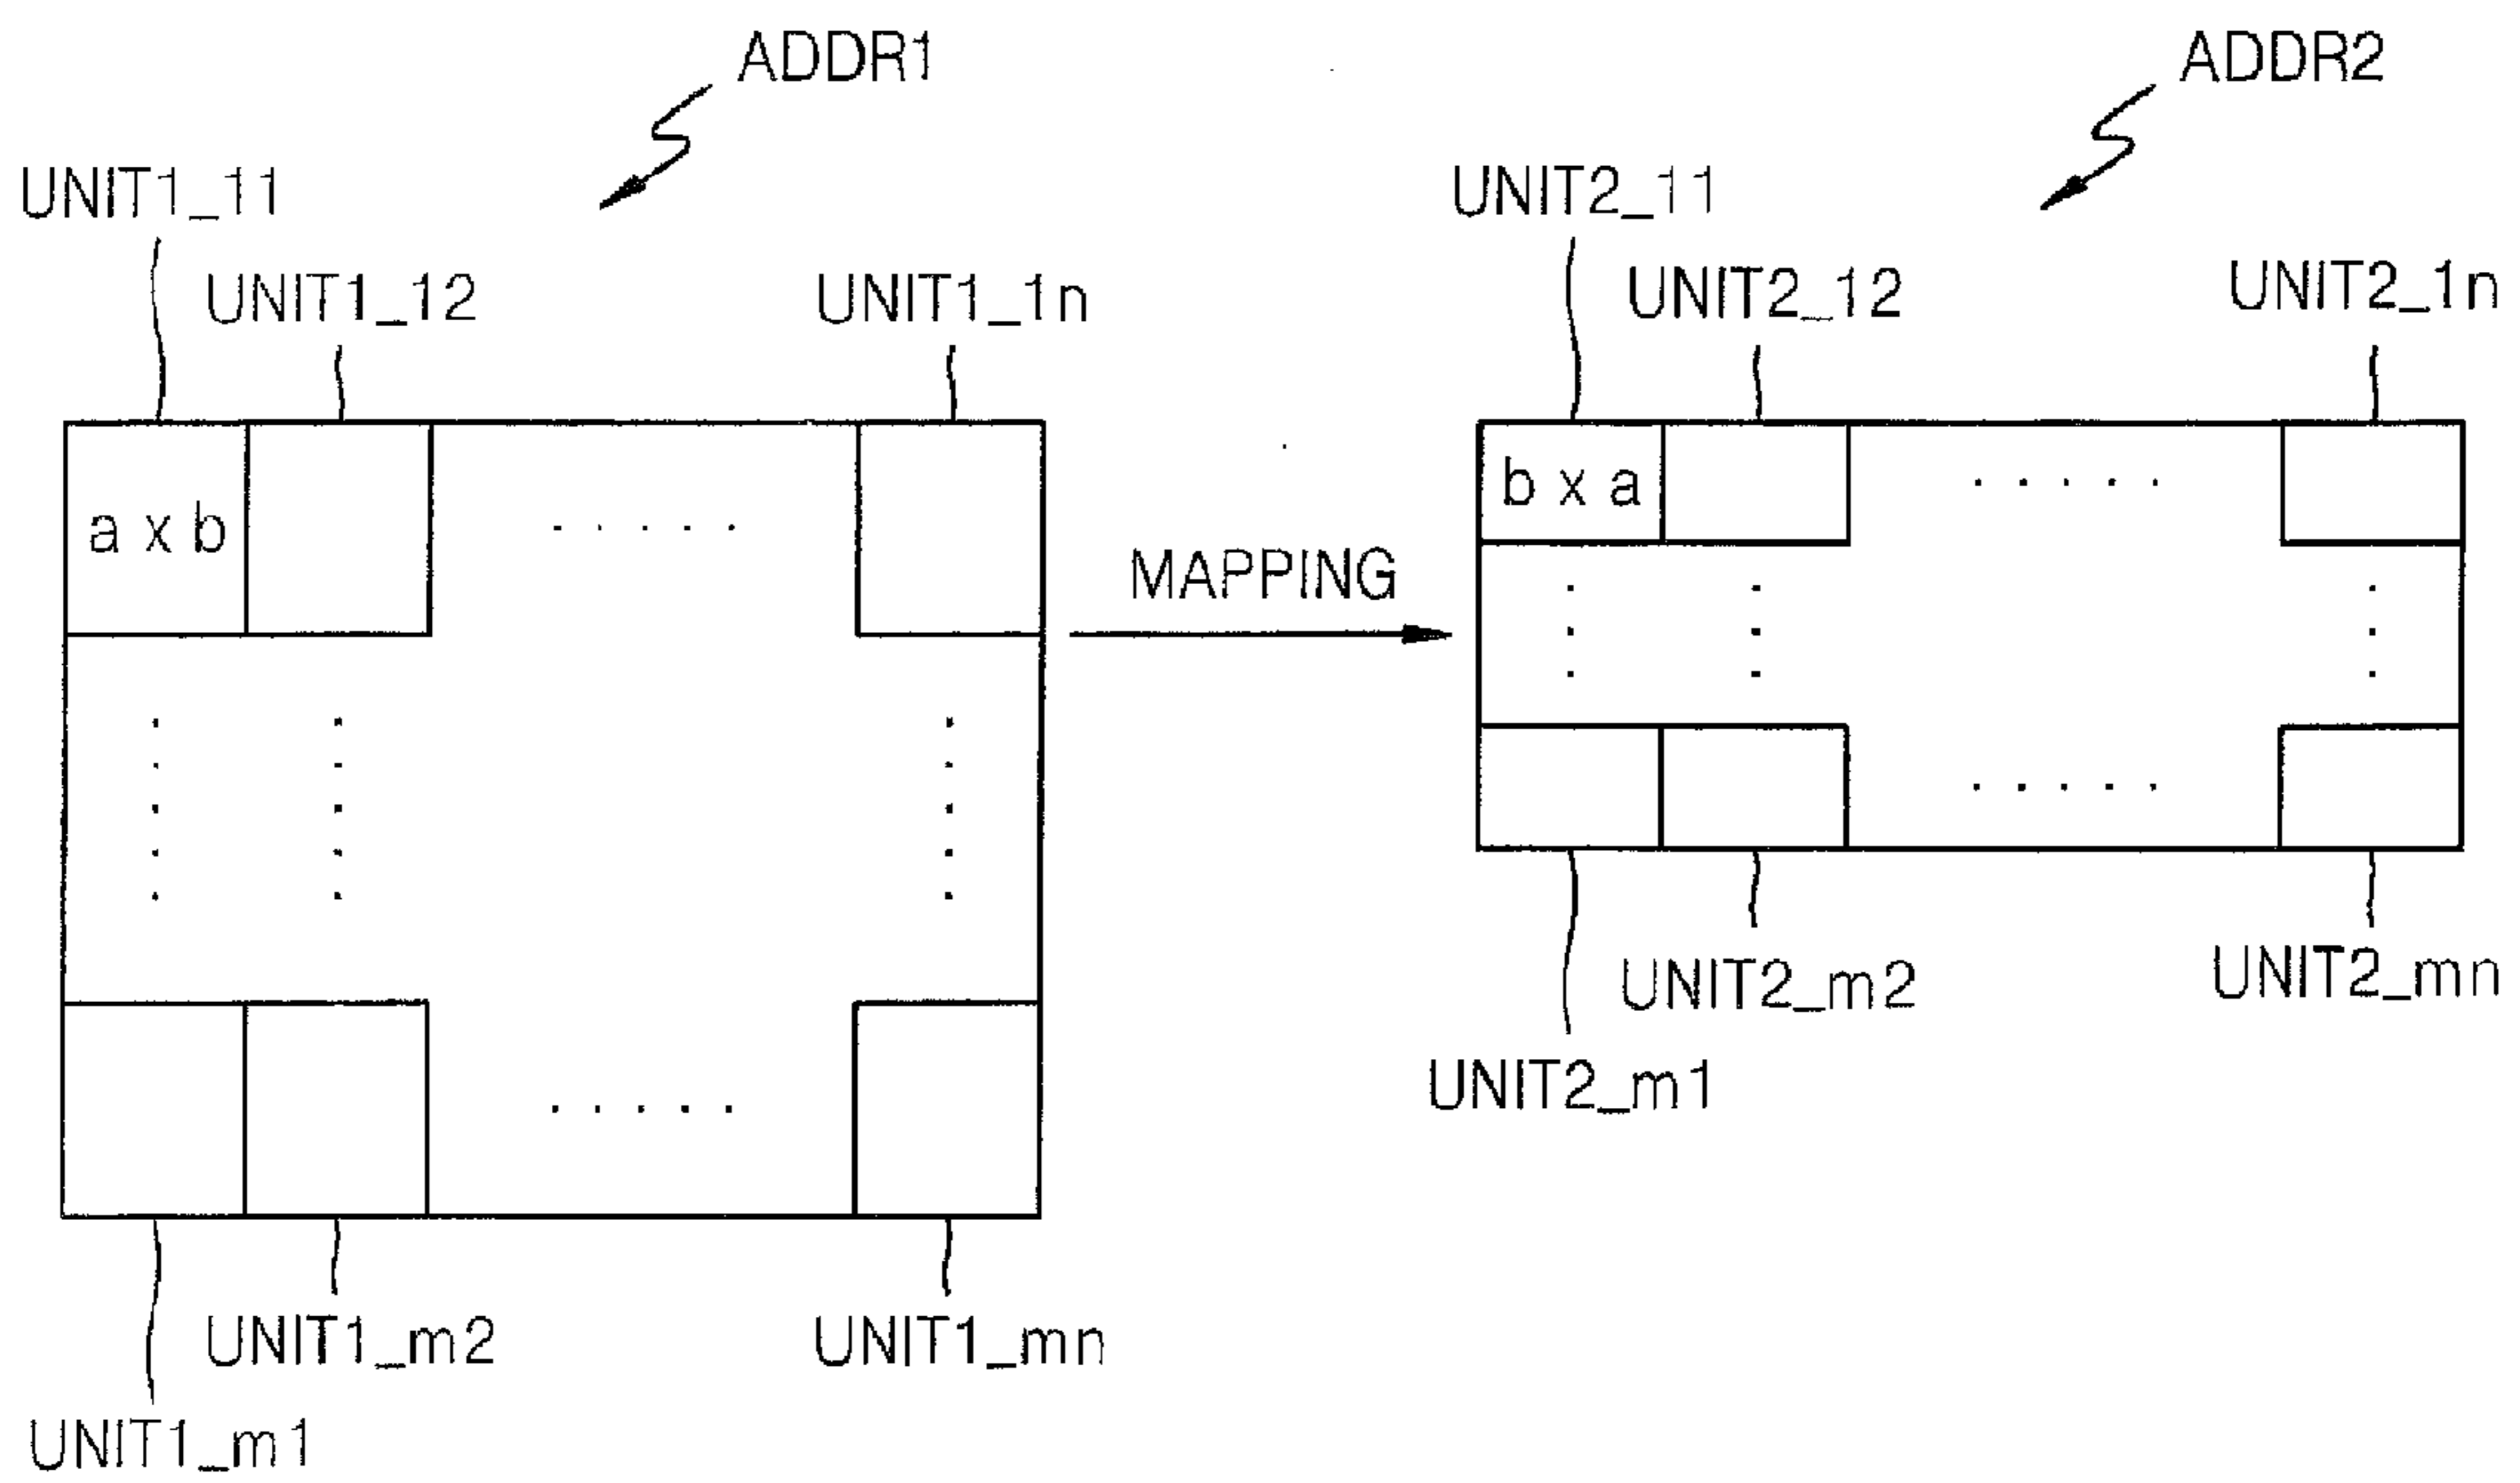 ADDR1
ADDR2
UNIT1_11
UNIT2_11
UNIT1_12
UNIT1_1n
UNIT2_12
UNIT2_1n
a x b
b x a
MAPPING
UNIT2_m2
UNIT2_mn
UNIT2_m1
UNIT1_m2
UNIT1_mn
UNIT1_m1